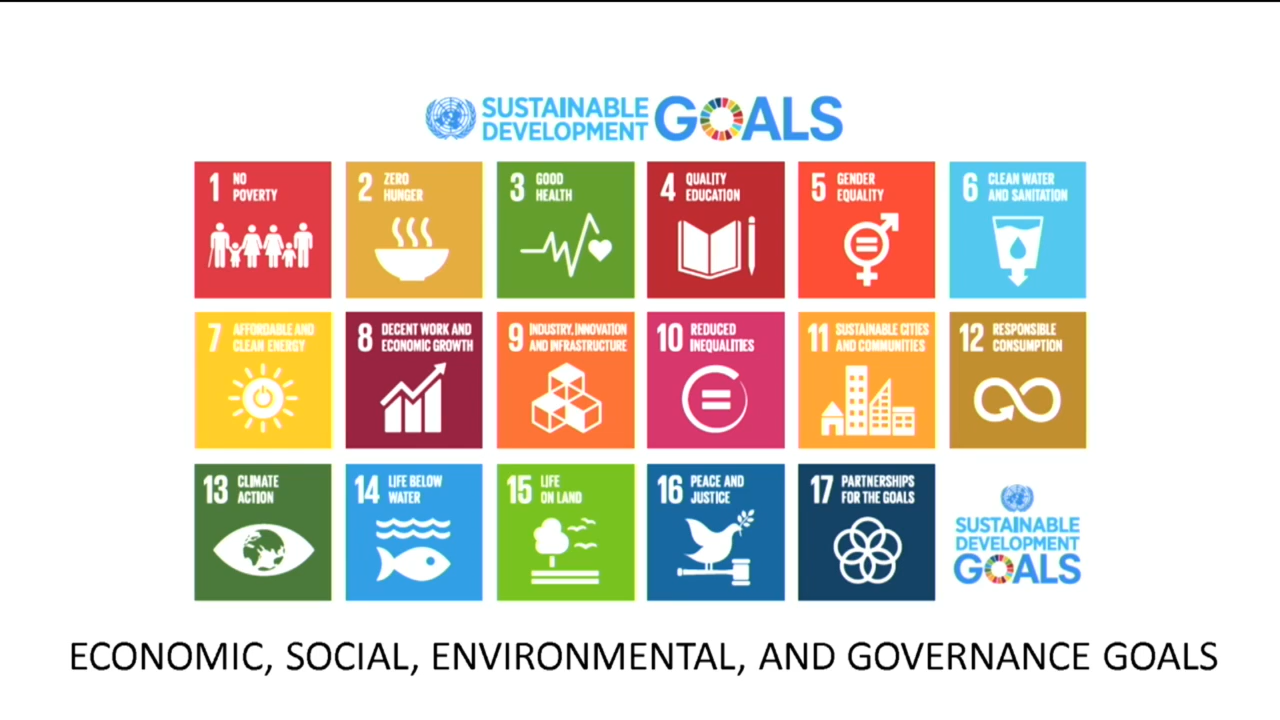 SUSTAINABLE
DEVELOPMENT
GOALS
1 NO
POVERTY
2 ZERO
HUNGER
3 GOOD
HEALTH
4 QUALITY
EDUCATION
5 GENDER
EQUALITY
6 CLEAN WATER
AND SANITATION
7 AFFORDABLE AND
CLEAN ENERGY
8 DECENT WORK AND
ECONOMIC GROWTH
9 INDUSTRY, INNOVATION
AND INFRASTRUCTURE
10 REDUCED
INEQUALITIES
11 SUSTAINABLE CITIES
AND COMMUNITIES
12 RESPONSIBLE
CONSUMPTION
13 CLIMATE
ACTION
14 LIFE BELOW
WATER
15 LIFE
ON LAND
16 PEACE AND
JUSTICE
17 PARTNERSHIPS
FOR THE GOALS
SUSTAINABLE
DEVELOPMENT
GOALS
ECONOMIC, SOCIAL, ENVIRONMENTAL, AND GOVERNANCE GOALS